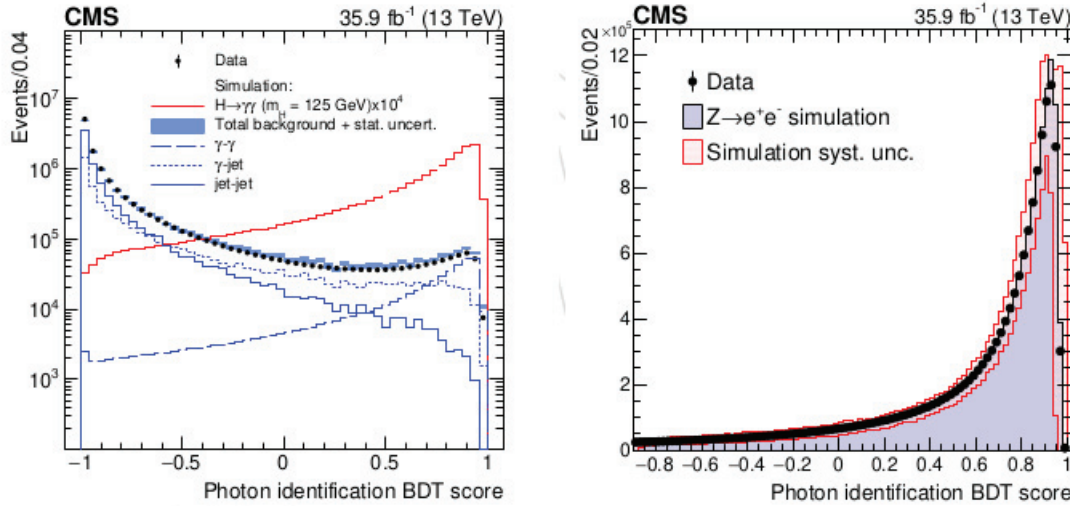 CMS 35.9 fb⁻¹ (13 TeV)
Events/0.04
Data
Simulation:
H→γγ (m_H = 125 GeV)x10⁴
Total background + stat. uncert.
γ-γ
γ-jet
jet-jet
10⁷
10⁶
10⁵
10⁴
10³
−1 −0.5 0 0.5 1
Photon identification BDT score
CMS 35.9 fb⁻¹ (13 TeV)
×10⁵
Events/0.02
Data
Z→e⁺e⁻ simulation
Simulation syst. unc.
12
10
8
6
4
2
0
−0.8 −0.6 −0.4 −0.2 0 0.2 0.4 0.6 0.8 1
Photon identification BDT score